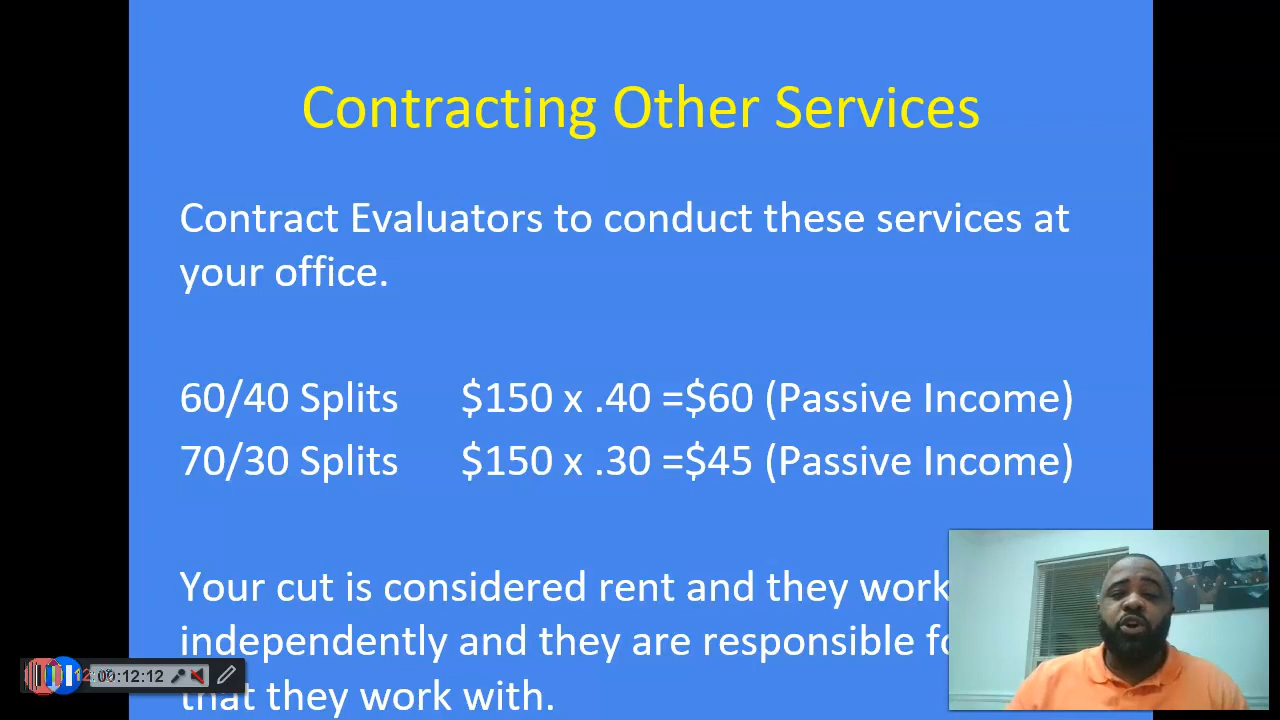 Contracting Other Services
Contract Evaluators to conduct these services at
your office.
60/40 Splits $150 x .40 =$60 (Passive Income)
70/30 Splits $150 x .30 =$45 (Passive Income)
Your cut is considered rent and they work
independently and they are responsible
that they work with.
00:12:12